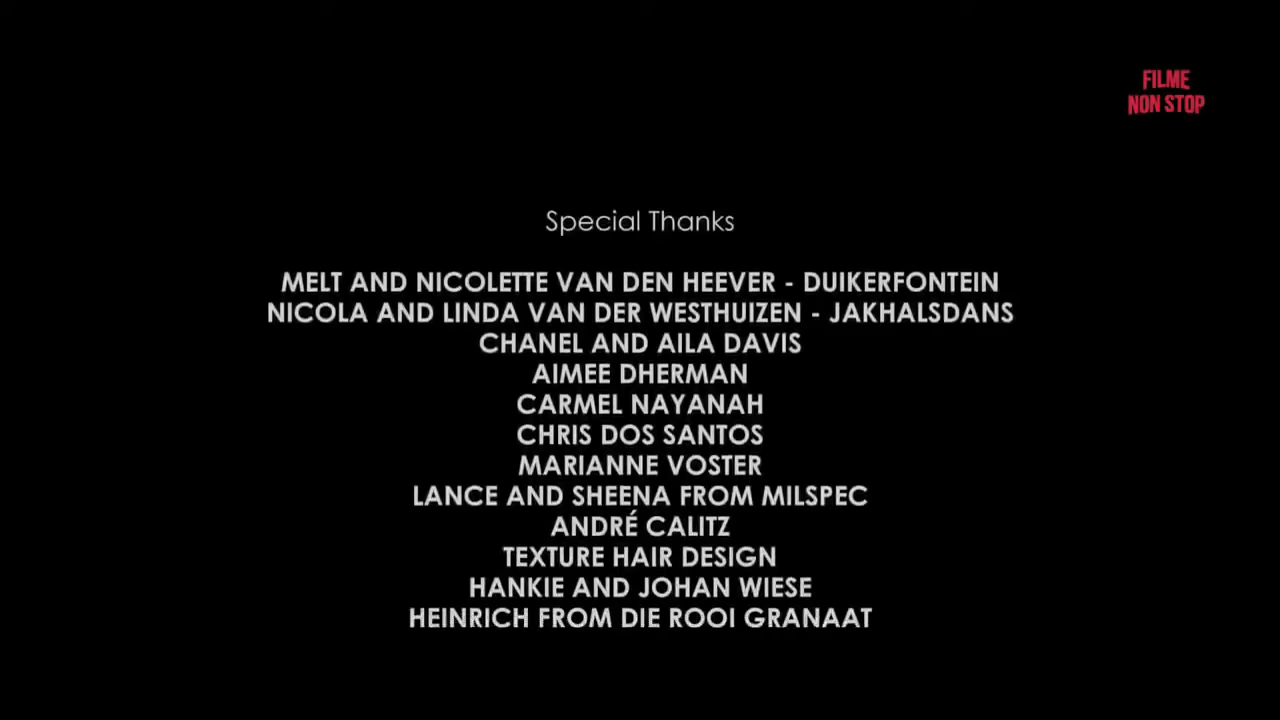 FILME
NON STOP
Special Thanks
MELT AND NICOLETTE VAN DEN HEEVER - DUIKERFONTEIN
NICOLA AND LINDA VAN DER WESTHUIZEN - JAKHALSDANS
CHANEL AND AILA DAVIS
AIMEE DHERMAN
CARMEL NAYANAH
CHRIS DOS SANTOS
MARIANNE VOSTER
LANCE AND SHEENA FROM MILSPEC
ANDRÉ CALITZ
TEXTURE HAIR DESIGN
HANKIE AND JOHAN WIESE
HEINRICH FROM DIE ROOI GRANAAT